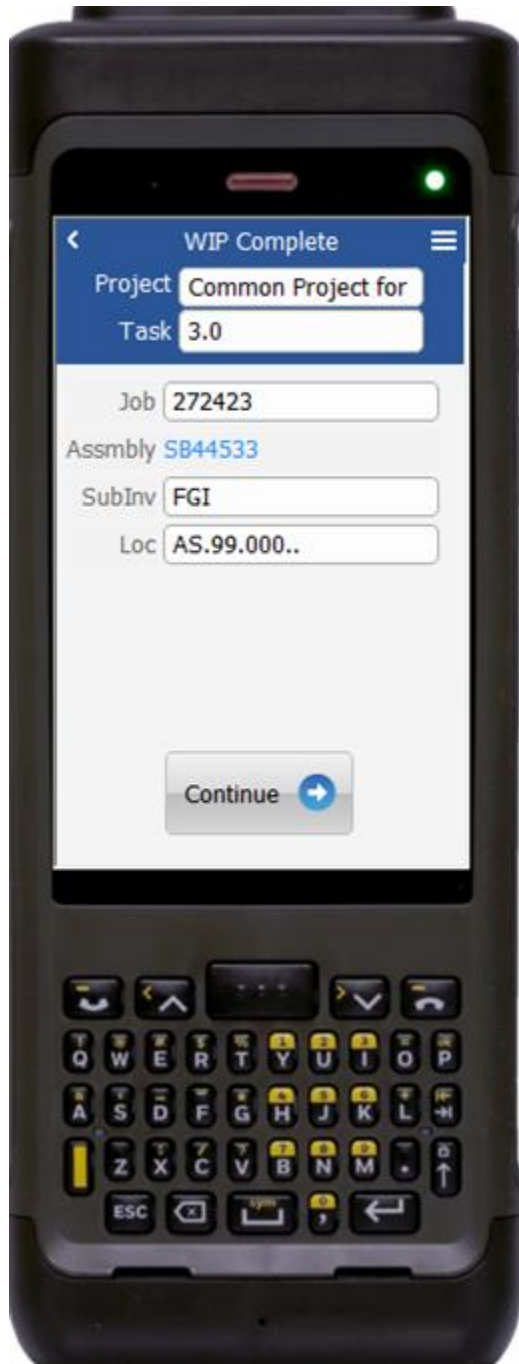 WIP Complete
Project Common Project for
Task 3.0
Job 272423
Assmbly SB44533
SubInv FGI
Loc AS.99.000..
Continue
Q W E R T Y U I O P
A S D F G H J K L
Z X C V B N M .
ESC sym ,